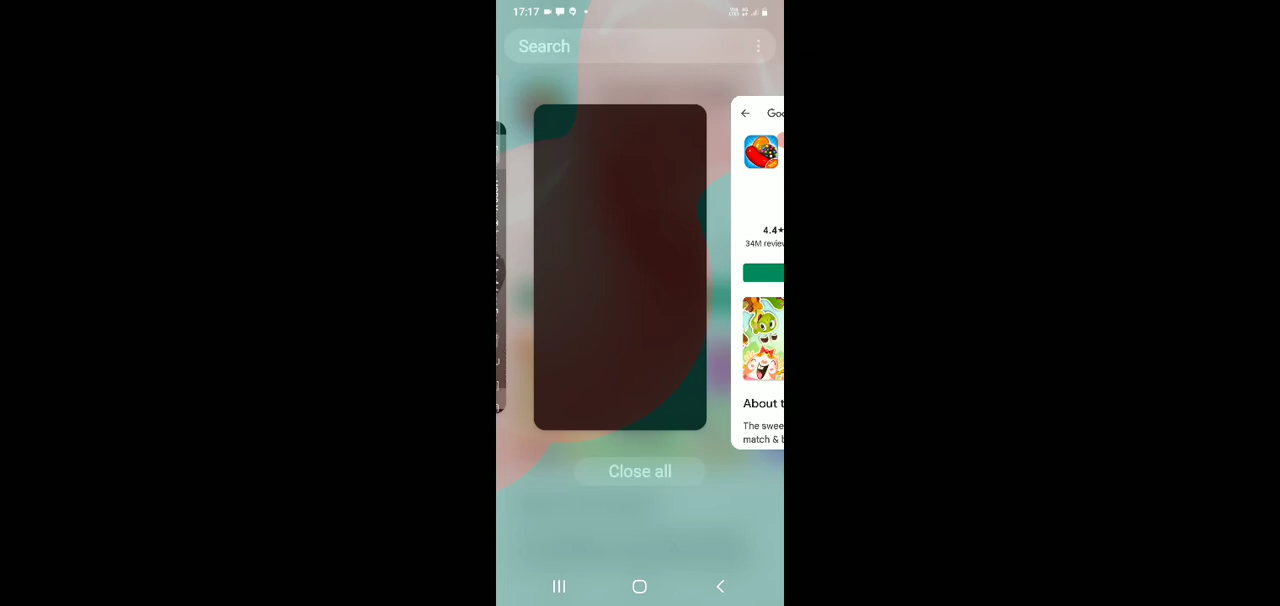 17:17
Search
Goo
4.4★
34M review
About t
The swee
match & b
Close all